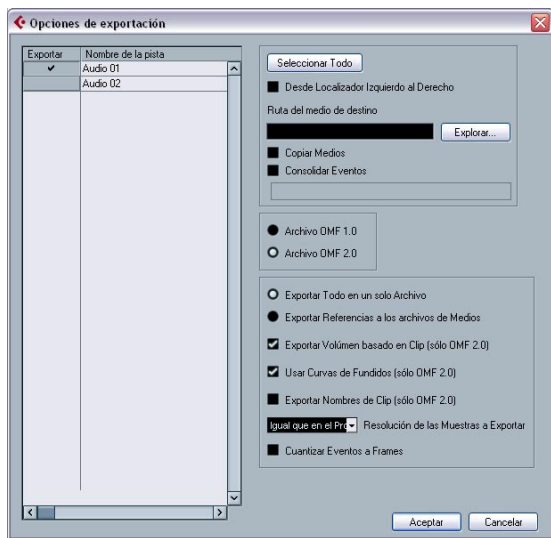 Opciones de exportación
Exportar Nombre de la pista
Audio 01
Audio 02
Seleccionar Todo
Desde Localizador Izquierdo al Derecho
Ruta del medio de destino
Explorar...
Copiar Medios
Consolidar Eventos
Archivo OMF 1.0
Archivo OMF 2.0
Exportar Todo en un solo Archivo
Exportar Referencias a los archivos de Medios
Exportar Volúmen basado en Clip (sólo OMF 2.0)
Usar Curvas de Fundidos (sólo OMF 2.0)
Exportar Nombres de Clip (sólo OMF 2.0)
Igual que en el Pro Resolución de las Muestras a Exportar
Cuantizar Eventos a Frames
Aceptar Cancelar